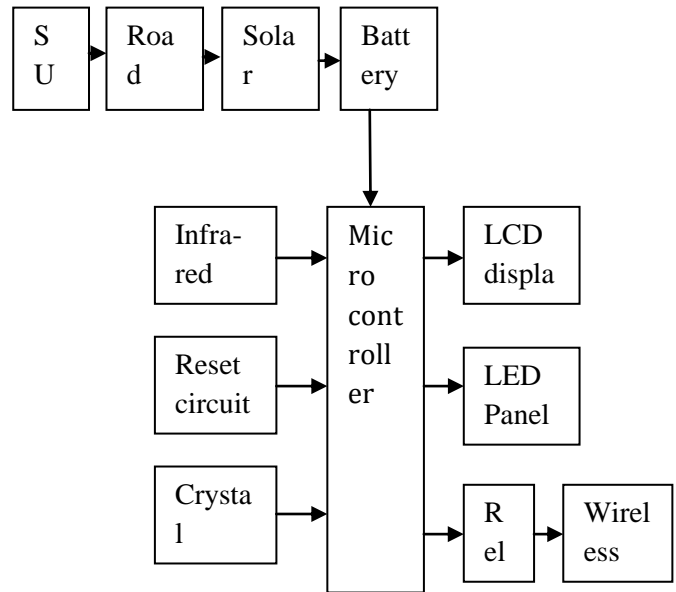 S
U
Roa
d
Sola
r
Batt
ery
Infra-
red
Mic
ro
cont
roll
er
LCD
displa
Reset
circuit
LED
Panel
Crysta
l
R
el
Wirel
ess